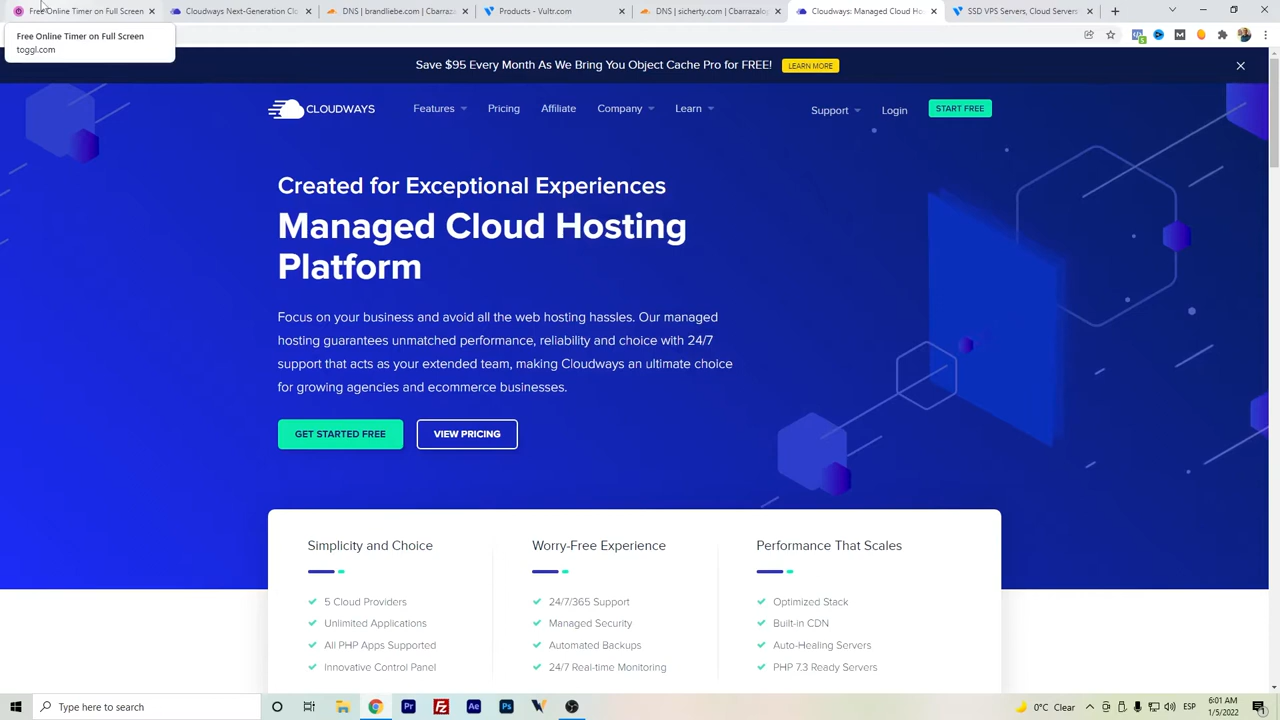 Free Online Timer on Full Screen
Cloudways Next-Generation Clo
DNS | brandliebe.com | Cbarraza
Products - Vultr.com
DNS | sicherty.com | Cbarrazalog
Cloudways: Managed Cloud Ho
SSD VPS Servers, Cloud Servers
Free Online Timer on Full Screen
toggl.com
Save $95 Every Month As We Bring You Object Cache Pro for FREE!
LEARN MORE
CLOUDWAYS
Features
Pricing
Affiliate
Company
Learn
Support
Login
START FREE
Created for Exceptional Experiences
Managed Cloud Hosting
Platform
Focus on your business and avoid all the web hosting hassles. Our managed
hosting guarantees unmatched performance, reliability and choice with 24/7
support that acts as your extended team, making Cloudways an ultimate choice
for growing agencies and ecommerce businesses.
GET STARTED FREE
VIEW PRICING
Simplicity and Choice
5 Cloud Providers
Unlimited Applications
All PHP Apps Supported
Innovative Control Panel
Worry-Free Experience
24/7/365 Support
Managed Security
Automated Backups
24/7 Real-time Monitoring
Performance That Scales
Optimized Stack
Built-in CDN
Auto-Healing Servers
PHP 7.3 Ready Servers
Type here to search
Pr
Fz
Ae
Ps
0°C Clear
ESP
6:01 AM
1/5/2022